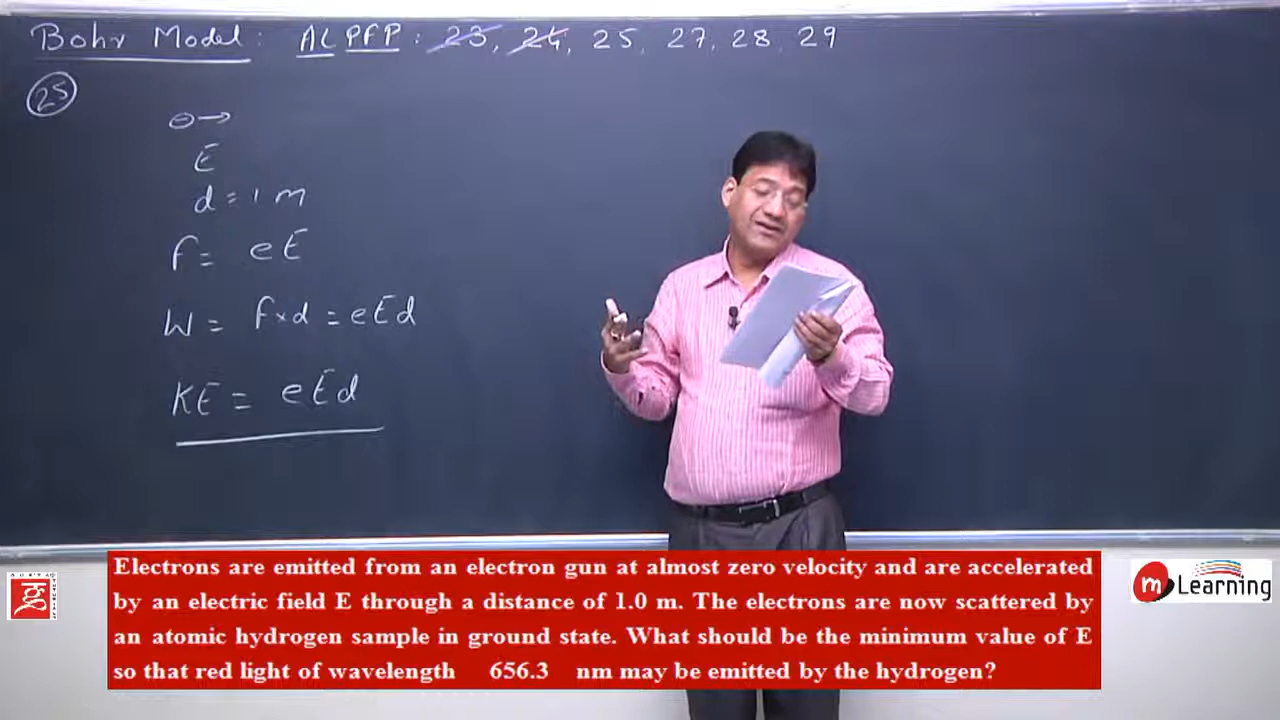 Bohr Model : ALPFP : 23, 24, 25, 27, 28, 29
25
⊖→
E
d = 1 m
F = eE
W = F×d = eEd
KE = eEd
Electrons are emitted from an electron gun at almost zero velocity and are accelerated
by an electric field E through a distance of 1.0 m. The electrons are now scattered by
an atomic hydrogen sample in ground state. What should be the minimum value of E
so that red light of wavelength 656.3 nm may be emitted by the hydrogen?
m Learning